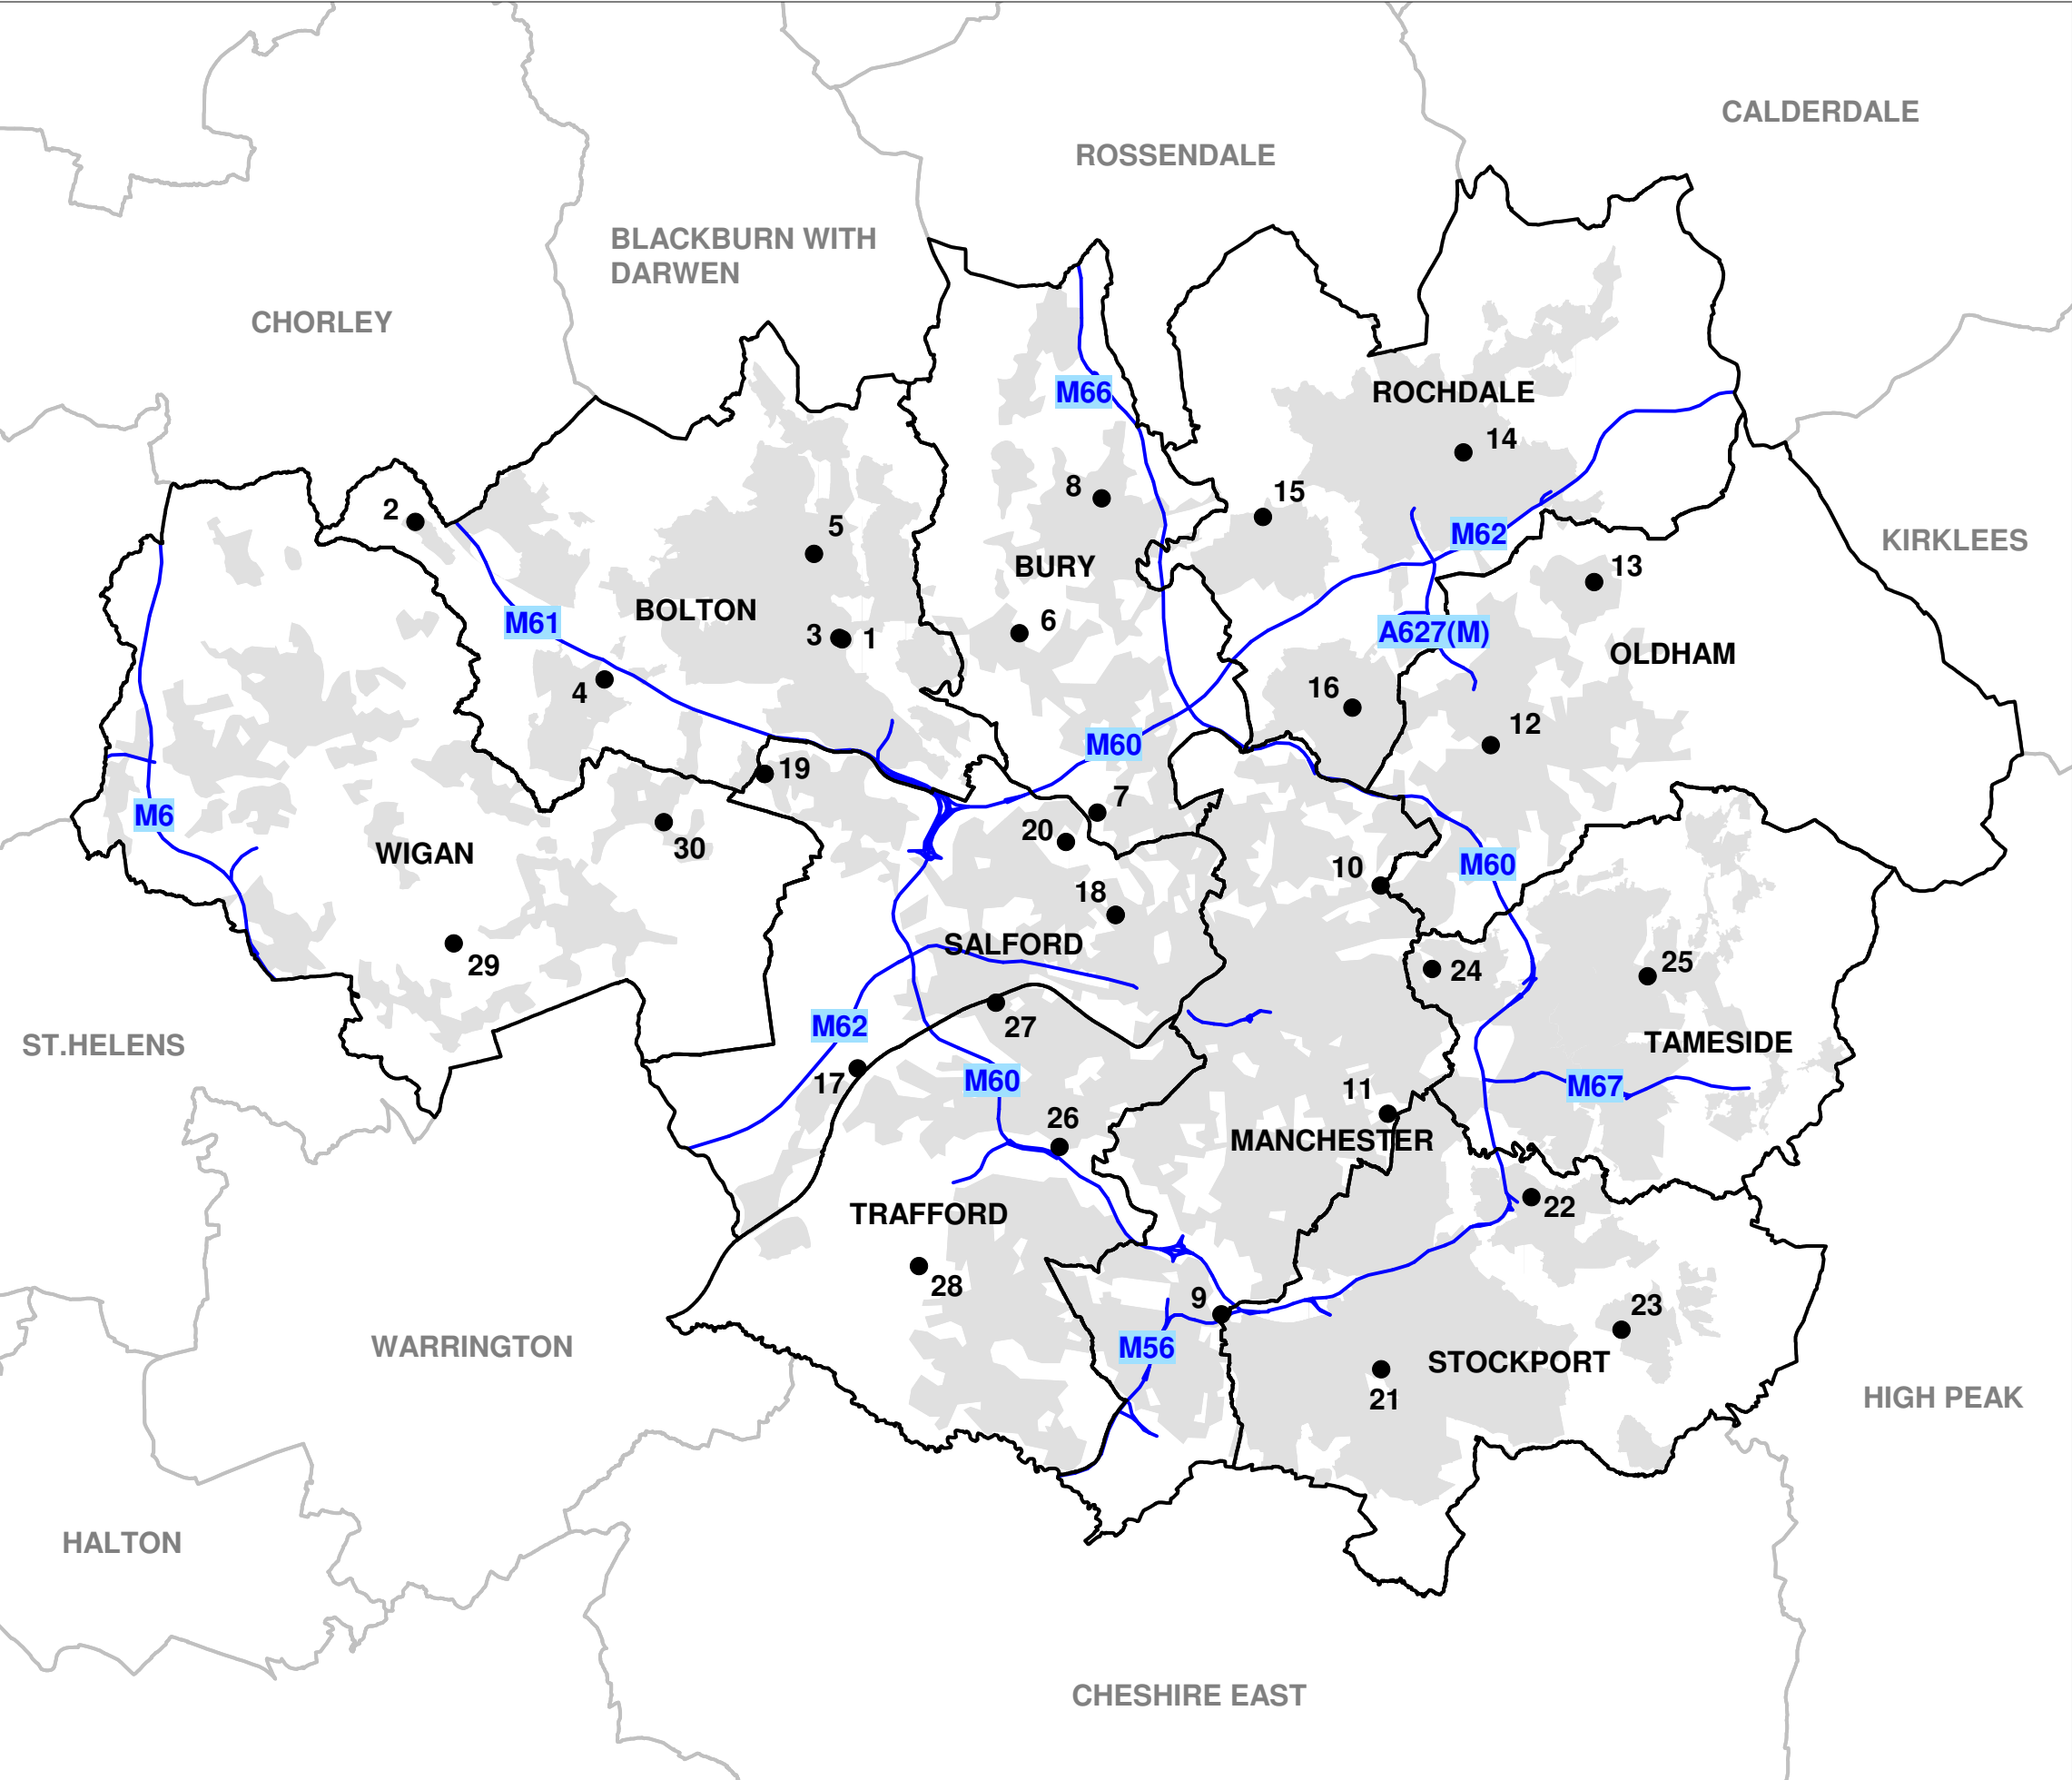 CALDERDALE
ROSSENDALE
BLACKBURN WITH
DARWEN
CHORLEY
M66
ROCHDALE
14
8
15
2
5
M62
KIRKLEES
BURY
13
BOLTON
M61
6
A627(M)
3
1
OLDHAM
4
16
12
M60
19
7
M6
20
30
WIGAN
10
M60
18
SALFORD
29
24
25
27
M62
ST.HELENS
TAMESIDE
17
M60
11
M67
26
MANCHESTER
TRAFFORD
22
28
9
23
WARRINGTON
M56
STOCKPORT
21
HIGH PEAK
HALTON
CHESHIRE EAST